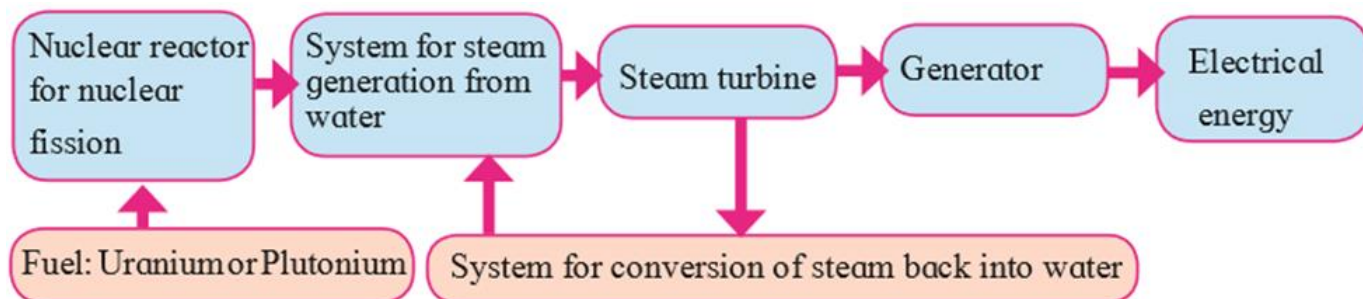 Nuclear reactor
for nuclear
fission
System for steam
generation from
water
Steam turbine
Generator
Electrical
energy
Fuel: Uranium or Plutonium
System for conversion of steam back into water